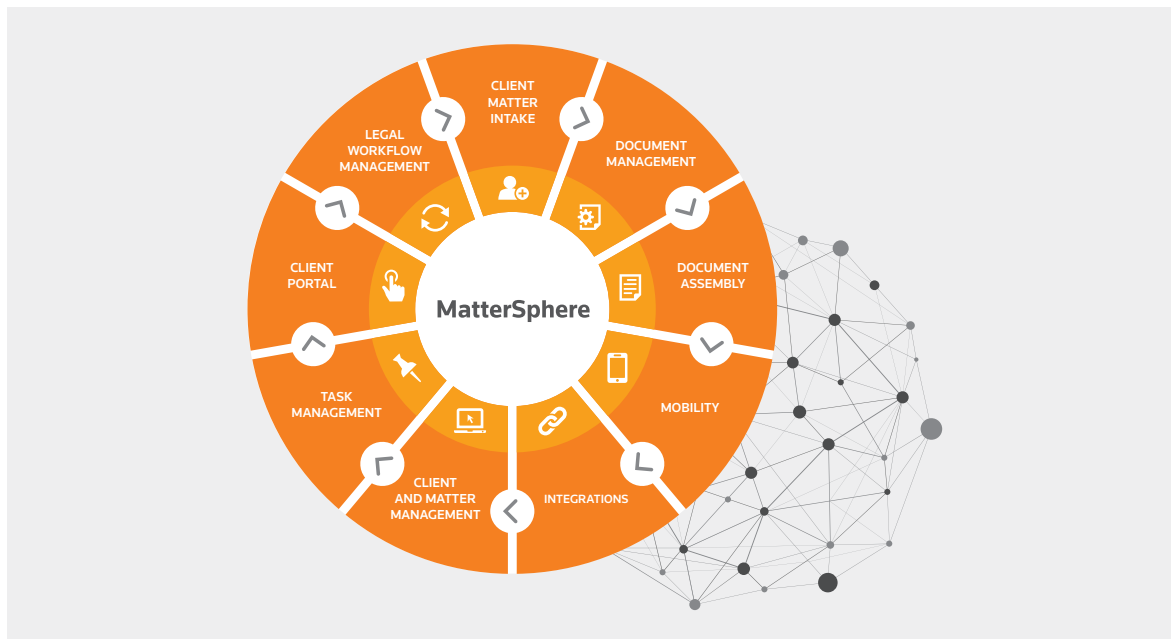 CLIENT
MATTER
INTAKE
DOCUMENT
MANAGEMENT
DOCUMENT
ASSEMBLY
MOBILITY
INTEGRATIONS
CLIENT
AND MATTER
MANAGEMENT
TASK
MANAGEMENT
CLIENT
PORTAL
LEGAL
WORKFLOW
MANAGEMENT
MatterSphere